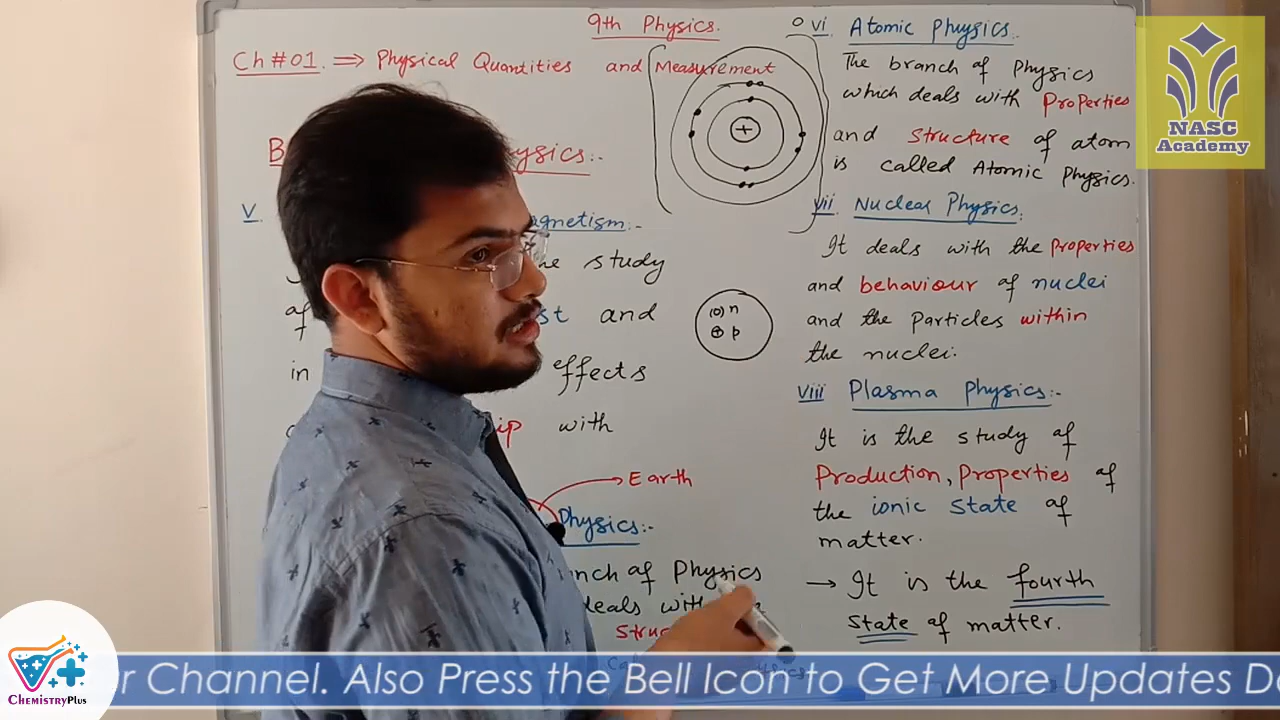 9th Physics.
Ch # 01. ⇒ Physical Quantities and Measurement
ysics:-
V
agnetism.-
study
of st and
in effects
ip with
→ Earth
Physics:-
nch of Physics
deals with
struc
+
n
p
vi Atomic Physics.
The branch of Physics
which deals with Properties
and structure of atom
is called Atomic Physics.
vii Nuclear Physics.
It deals with the Properties
and behaviour of nuclei
and the Particles within
the nuclei.
viii Plasma Physics:-
It is the study of
Production, Properties of
the ionic state of
matter.
→ It is the fourth
state of matter.
NASC
Academy
CHEMISTRY PLUS
r Channel. Also Press the Bell Icon to Get More Updates D